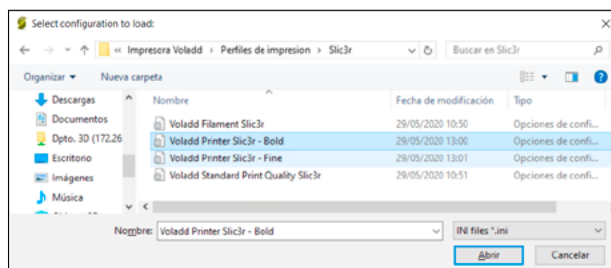 Select configuration to load:
« Impresora Voladd > Perfiles de impresion > Slic3r
Buscar en Slic3r
Organizar
Nueva carpeta
Descargas
Documentos
Dpto. 3D (172.26
Escritorio
Imágenes
Música
Nombre
Fecha de modificación
Tipo
Voladd Filament Slic3r
29/05/2020 10:50
Opciones de confi...
Voladd Printer Slic3r - Bold
29/05/2020 13:00
Opciones de confi...
Voladd Printer Slic3r - Fine
29/05/2020 13:01
Opciones de confi...
Voladd Standard Print Quality Slic3r
29/05/2020 10:51
Opciones de confi...
Nombre:
Voladd Printer Slic3r - Bold
INI files *.ini
Abrir
Cancelar